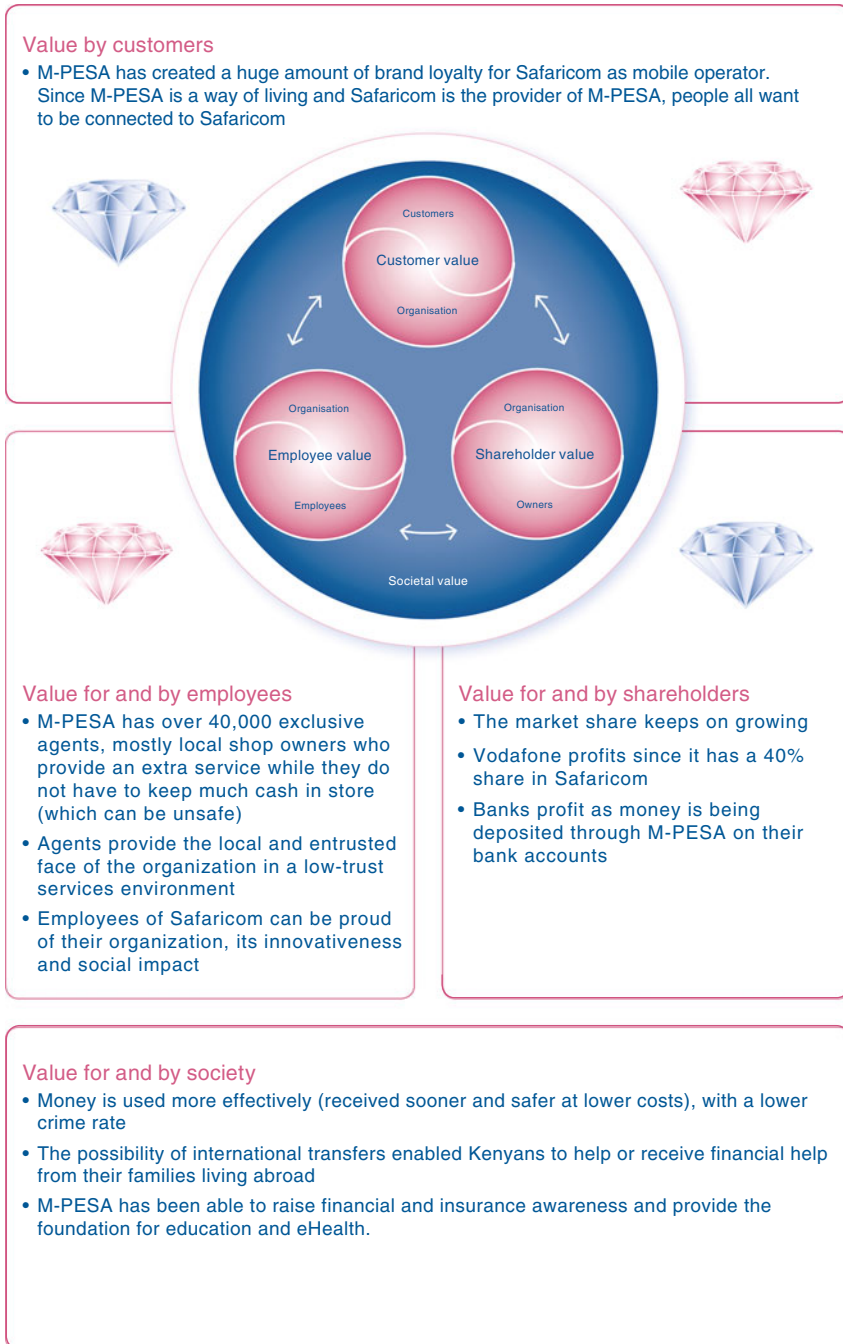 Value by customers
• M-PESA has created a huge amount of brand loyalty for Safaricom as mobile operator.
Since M-PESA is a way of living and Safaricom is the provider of M-PESA, people all want
to be connected to Safaricom
Customers
Customer value
Organisation
Organisation
Employee value
Employees
Organisation
Shareholder value
Owners
Societal value
Value for and by employees
• M-PESA has over 40,000 exclusive
agents, mostly local shop owners who
provide an extra service while they do
not have to keep much cash in store
(which can be unsafe)
• Agents provide the local and entrusted
face of the organization in a low-trust
services environment
• Employees of Safaricom can be proud
of their organization, its innovativeness
and social impact
Value for and by shareholders
• The market share keeps on growing
• Vodafone profits since it has a 40%
share in Safaricom
• Banks profit as money is being
deposited through M-PESA on their
bank accounts
Value for and by society
• Money is used more effectively (received sooner and safer at lower costs), with a lower
crime rate
• The possibility of international transfers enabled Kenyans to help or receive financial help
from their families living abroad
• M-PESA has been able to raise financial and insurance awareness and provide the
foundation for education and eHealth.